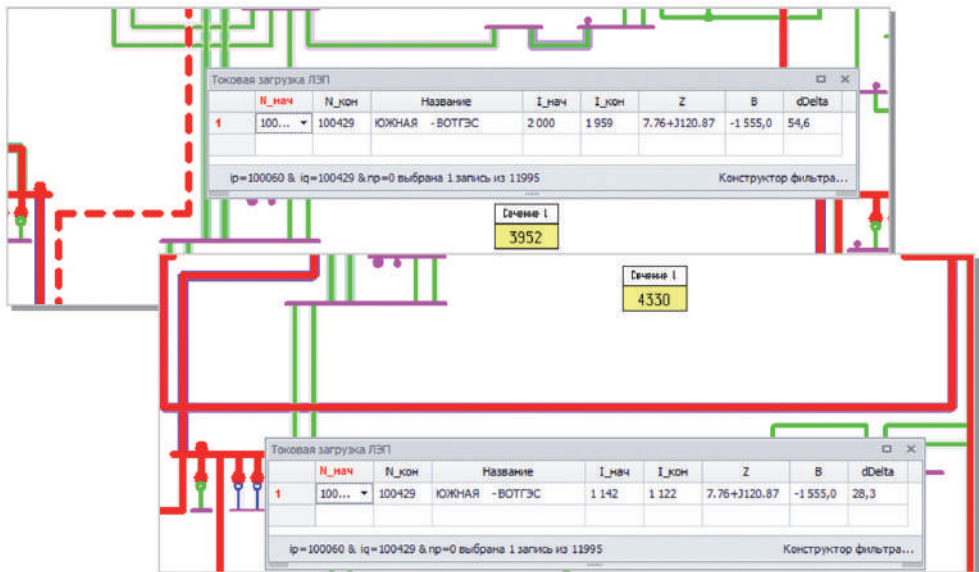 Токовая загрузка ЛЭП
N_нач N_кон Название I_нач I_кон Z B dDelta
1 100... 100429 ЮЖНАЯ - ВОТГЭС 2 000 1 959 7.76+J120.87 -1 555,0 54,6
ip=100060 & iq=100429 & np=0 выбрана 1 запись из 11995 Конструктор фильтра...
Сечение 1
3952
Сечение 1
4330
Токовая загрузка ЛЭП
N_нач N_кон Название I_нач I_кон Z B dDelta
1 100... 100429 ЮЖНАЯ - ВОТГЭС 1 142 1 122 7.76+J120.87 -1 555,0 28,3
ip=100060 & iq=100429 & np=0 выбрана 1 запись из 11995 Конструктор фильтра...